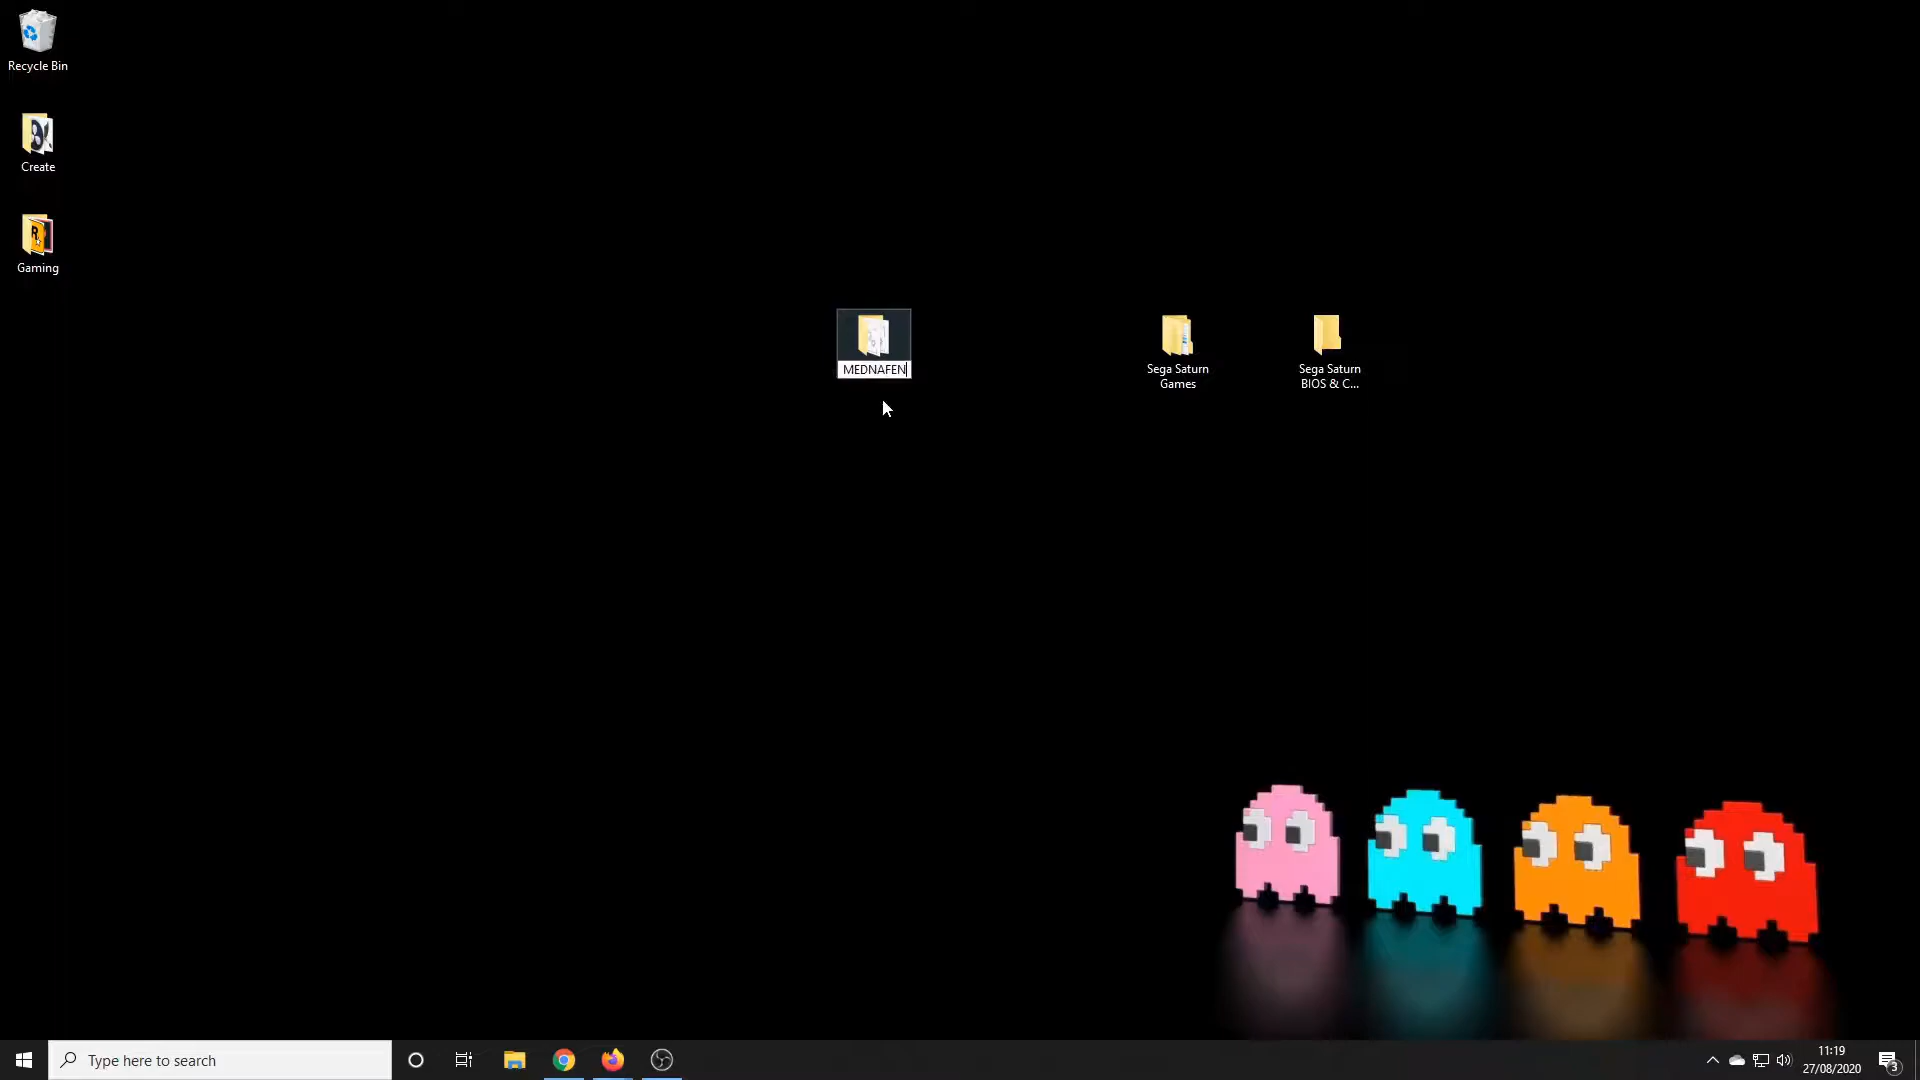 Recycle Bin
Create
Gaming
MEDNAFEN
Sega Saturn
Games
Sega Saturn
BIOS & C...
Type here to search
11:19
27/08/2020
3